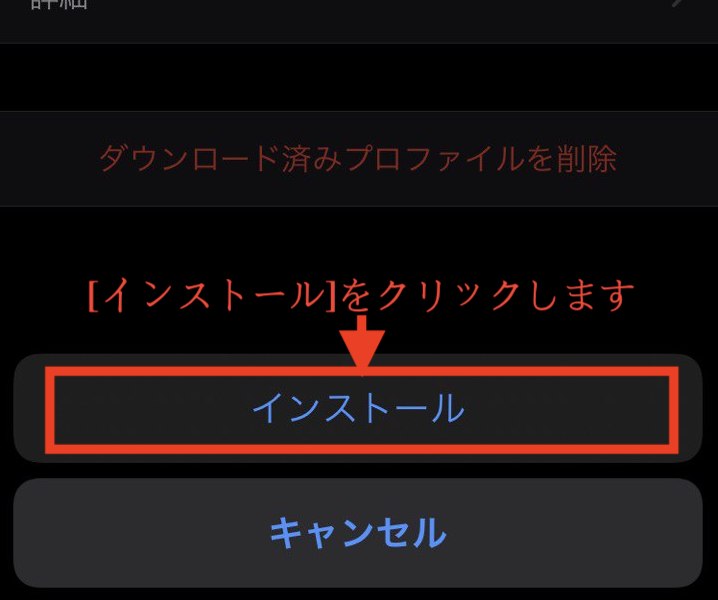 詳細
ダウンロード済みプロファイルを削除
[インストール]をクリックします
インストール
キャンセル